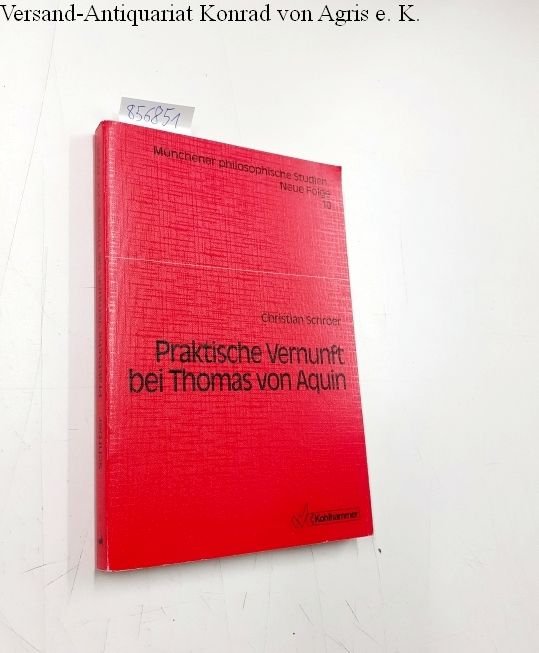 Versand-Antiquariat Konrad von Agris e. K.
856851
Münchener philosophische Studien
Neue Folge
10
Christian Schröer
Praktische Vernunft
bei Thomas von Aquin
Kohlhammer